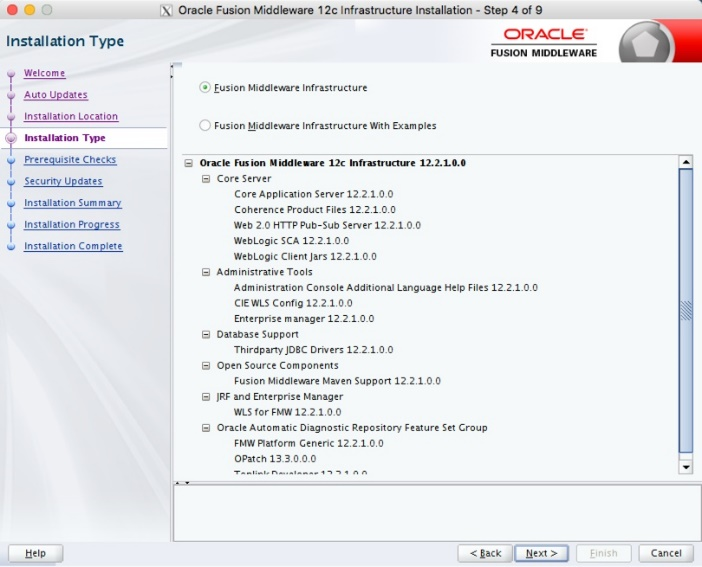 Oracle Fusion Middleware 12c Infrastructure Installation - Step 4 of 9
Installation Type
ORACLE
FUSION MIDDLEWARE
Welcome
Auto Updates
Installation Location
Installation Type
Prerequisite Checks
Security Updates
Installation Summary
Installation Progress
Installation Complete
Fusion Middleware Infrastructure
Fusion Middleware Infrastructure With Examples
Oracle Fusion Middleware 12c Infrastructure 12.2.1.0.0
Core Server
Core Application Server 12.2.1.0.0
Coherence Product Files 12.2.1.0.0
Web 2.0 HTTP Pub-Sub Server 12.2.1.0.0
WebLogic SCA 12.2.1.0.0
WebLogic Client Jars 12.2.1.0.0
Administrative Tools
Administration Console Additional Language Help Files 12.2.1.0.0
CIE WLS Config 12.2.1.0.0
Enterprise manager 12.2.1.0.0
Database Support
Thirdparty JDBC Drivers 12.2.1.0.0
Open Source Components
Fusion Middleware Maven Support 12.2.1.0.0
JRF and Enterprise Manager
WLS for FMW 12.2.1.0.0
Oracle Automatic Diagnostic Repository Feature Set Group
FMW Platform Generic 12.2.1.0.0
OPatch 13.3.0.0.0
Toplink Developer 12.2.1.0.0
Help
< Back
Next >
Finish
Cancel